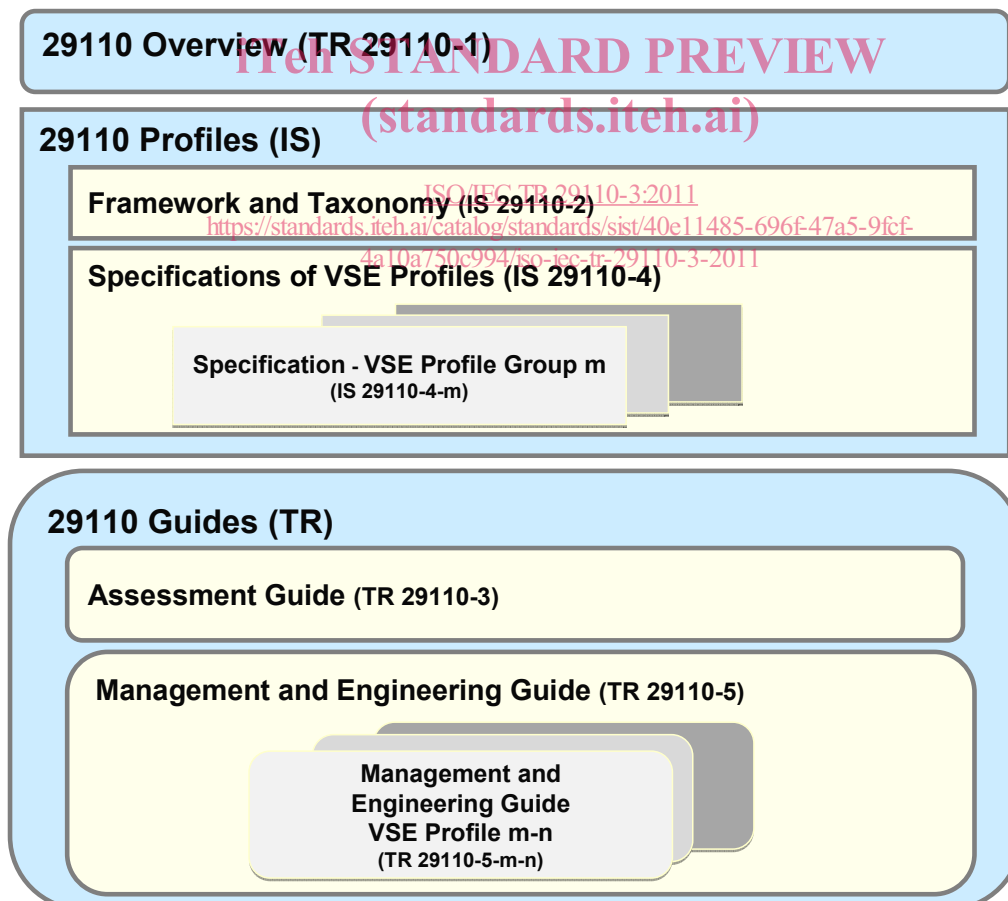 29110 Overview (TR 29110-1)
iTeh STANDARD PREVIEW
(standards.iteh.ai)
29110 Profiles (IS)
Framework and Taxonomy (IS 29110-2)
ISO/IEC TR 29110-3:2011
https://standards.iteh.ai/catalog/standards/sist/40e11485-696f-47a5-9fcf-
4a10a750c994/iso-iec-tr-29110-3-2011
Specifications of VSE Profiles (IS 29110-4)
Specification - VSE Profile Group m
(IS 29110-4-m)
29110 Guides (TR)
Assessment Guide (TR 29110-3)
Management and Engineering Guide (TR 29110-5)
Management and
Engineering Guide
VSE Profile m-n
(TR 29110-5-m-n)